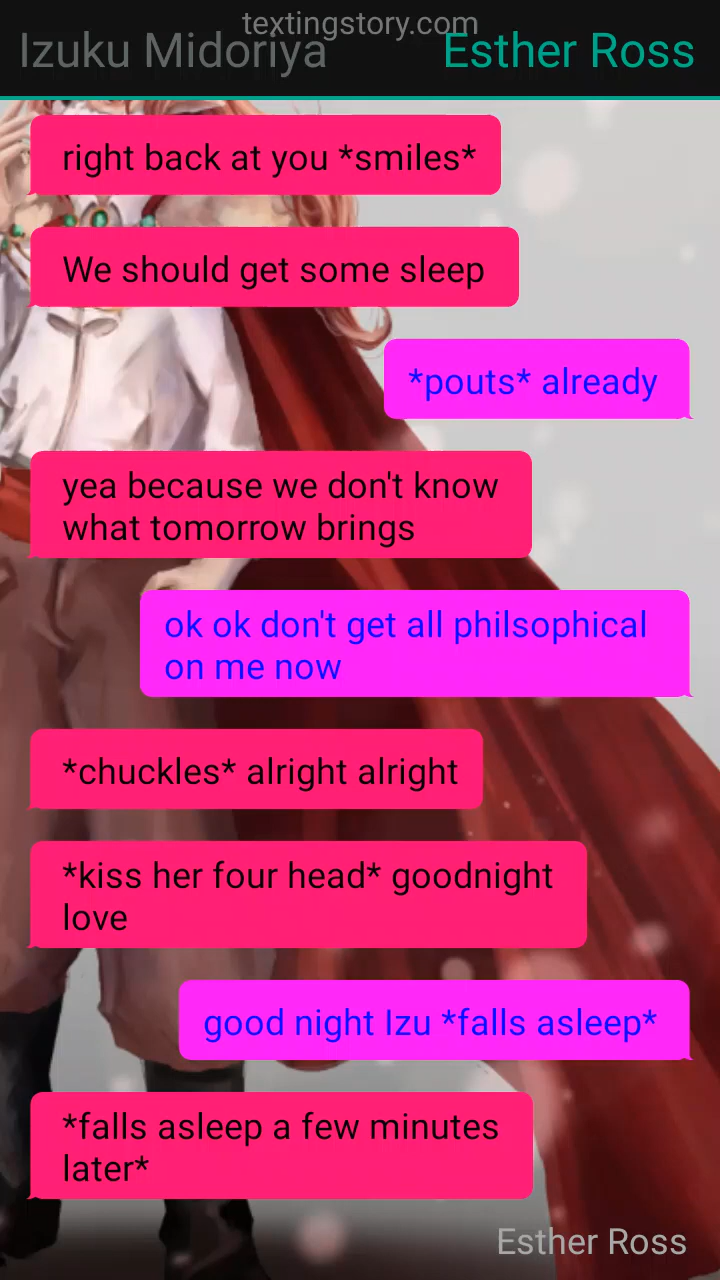 textingstory.com
Izuku Midoriya
Esther Ross
right back at you *smiles*
We should get some sleep
*pouts* already
yea because we don't know
what tomorrow brings
ok ok don't get all philsophical
on me now
*chuckles* alright alright
*kiss her four head* goodnight
love
good night Izu *falls asleep*
*falls asleep a few minutes
later*
Esther Ross